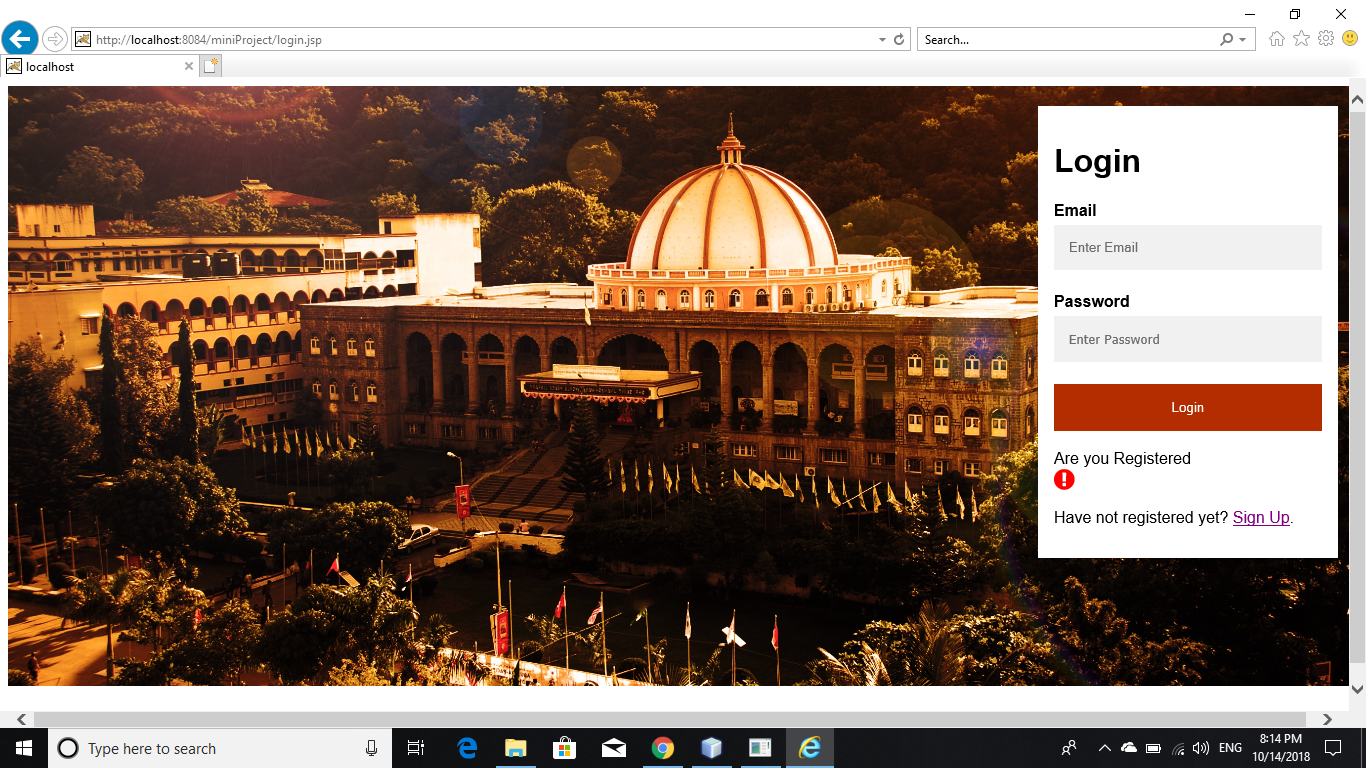 http://localhost:8084/miniProject/login.jsp
Search...
localhost
Login
Email
Enter Email
Password
Enter Password
Login
Are you Registered
Have not registered yet? Sign Up.
Type here to search
ENG
8:14 PM
10/14/2018